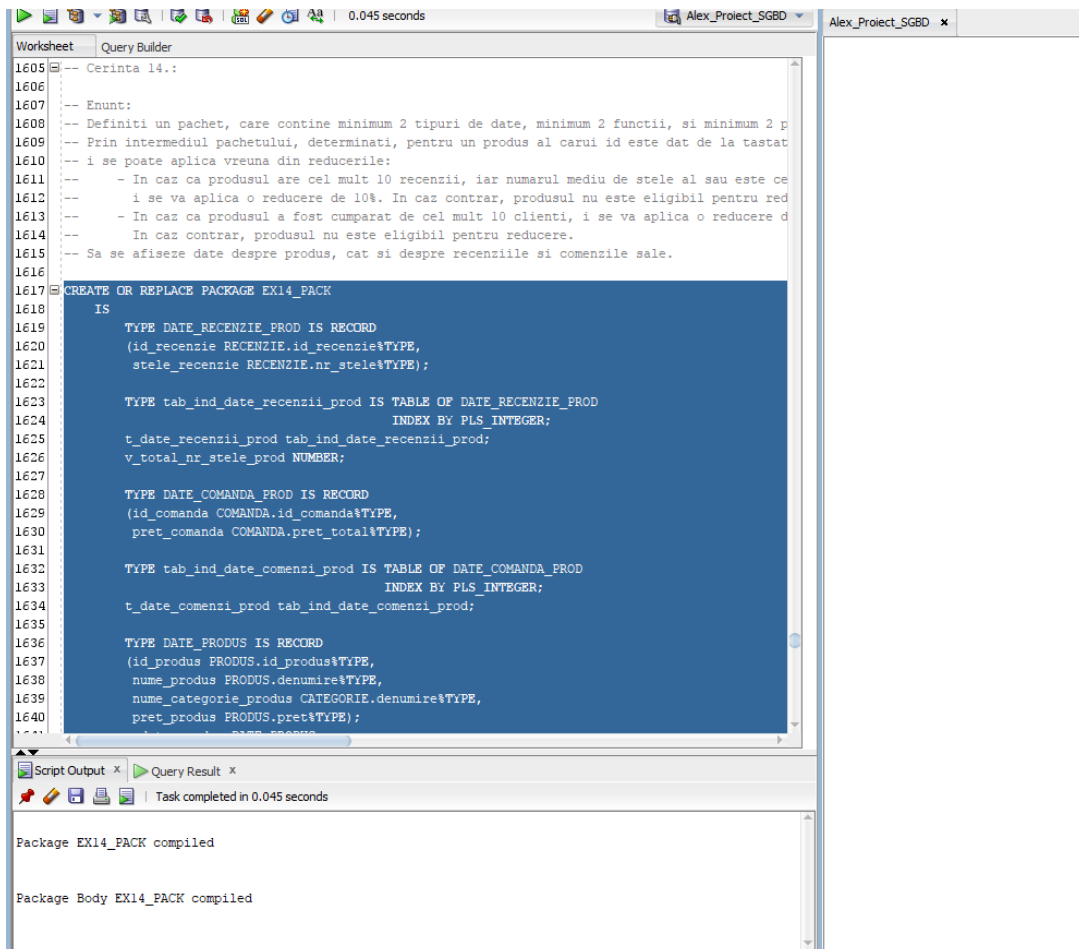 0.045 seconds
Alex_Proiect_SGBD
Alex_Proiect_SGBD
Worksheet Query Builder
1605 -- Cerinta 14.:
1606
1607 -- Enunt:
1608 -- Definiti un pachet, care contine minimum 2 tipuri de date, minimum 2 functii, si minimum 2 p
1609 -- Prin intermediul pachetului, determinati, pentru un produs al carui id este dat de la tastat
1610 -- i se poate aplica vreuna din reducerile:
1611 -- - In caz ca produsul are cel mult 10 recenzii, iar numarul mediu de stele al sau este ce
1612 -- i se va aplica o reducere de 10%. In caz contrar, produsul nu este eligibil pentru red
1613 -- - In caz ca produsul a fost cumparat de cel mult 10 clienti, i se va aplica o reducere d
1614 -- In caz contrar, produsul nu este eligibil pentru reducere.
1615 -- Sa se afiseze date despre produs, cat si despre recenziile si comenzile sale.
1616
1617 CREATE OR REPLACE PACKAGE EX14_PACK
1618 IS
1619 TYPE DATE_RECENZIE_PROD IS RECORD
1620 (id_recenzie RECENZIE.id_recenzie%TYPE,
1621 stele_recenzie RECENZIE.nr_stele%TYPE);
1622
1623 TYPE tab_ind_date_recenzii_prod IS TABLE OF DATE_RECENZIE_PROD
1624 INDEX BY PLS_INTEGER;
1625 t_date_recenzii_prod tab_ind_date_recenzii_prod;
1626 v_total_nr_stele_prod NUMBER;
1627
1628 TYPE DATE_COMANDA_PROD IS RECORD
1629 (id_comanda COMANDA.id_comanda%TYPE,
1630 pret_comanda COMANDA.pret_total%TYPE);
1631
1632 TYPE tab_ind_date_comenzi_prod IS TABLE OF DATE_COMANDA_PROD
1633 INDEX BY PLS_INTEGER;
1634 t_date_comenzi_prod tab_ind_date_comenzi_prod;
1635
1636 TYPE DATE_PRODUS IS RECORD
1637 (id_produs PRODUS.id_produs%TYPE,
1638 nume_produs PRODUS.denumire%TYPE,
1639 nume_categorie_produs CATEGORIE.denumire%TYPE,
1640 pret_produs PRODUS.pret%TYPE);
Script Output x Query Result x
Task completed in 0.045 seconds
Package EX14_PACK compiled
Package Body EX14_PACK compiled